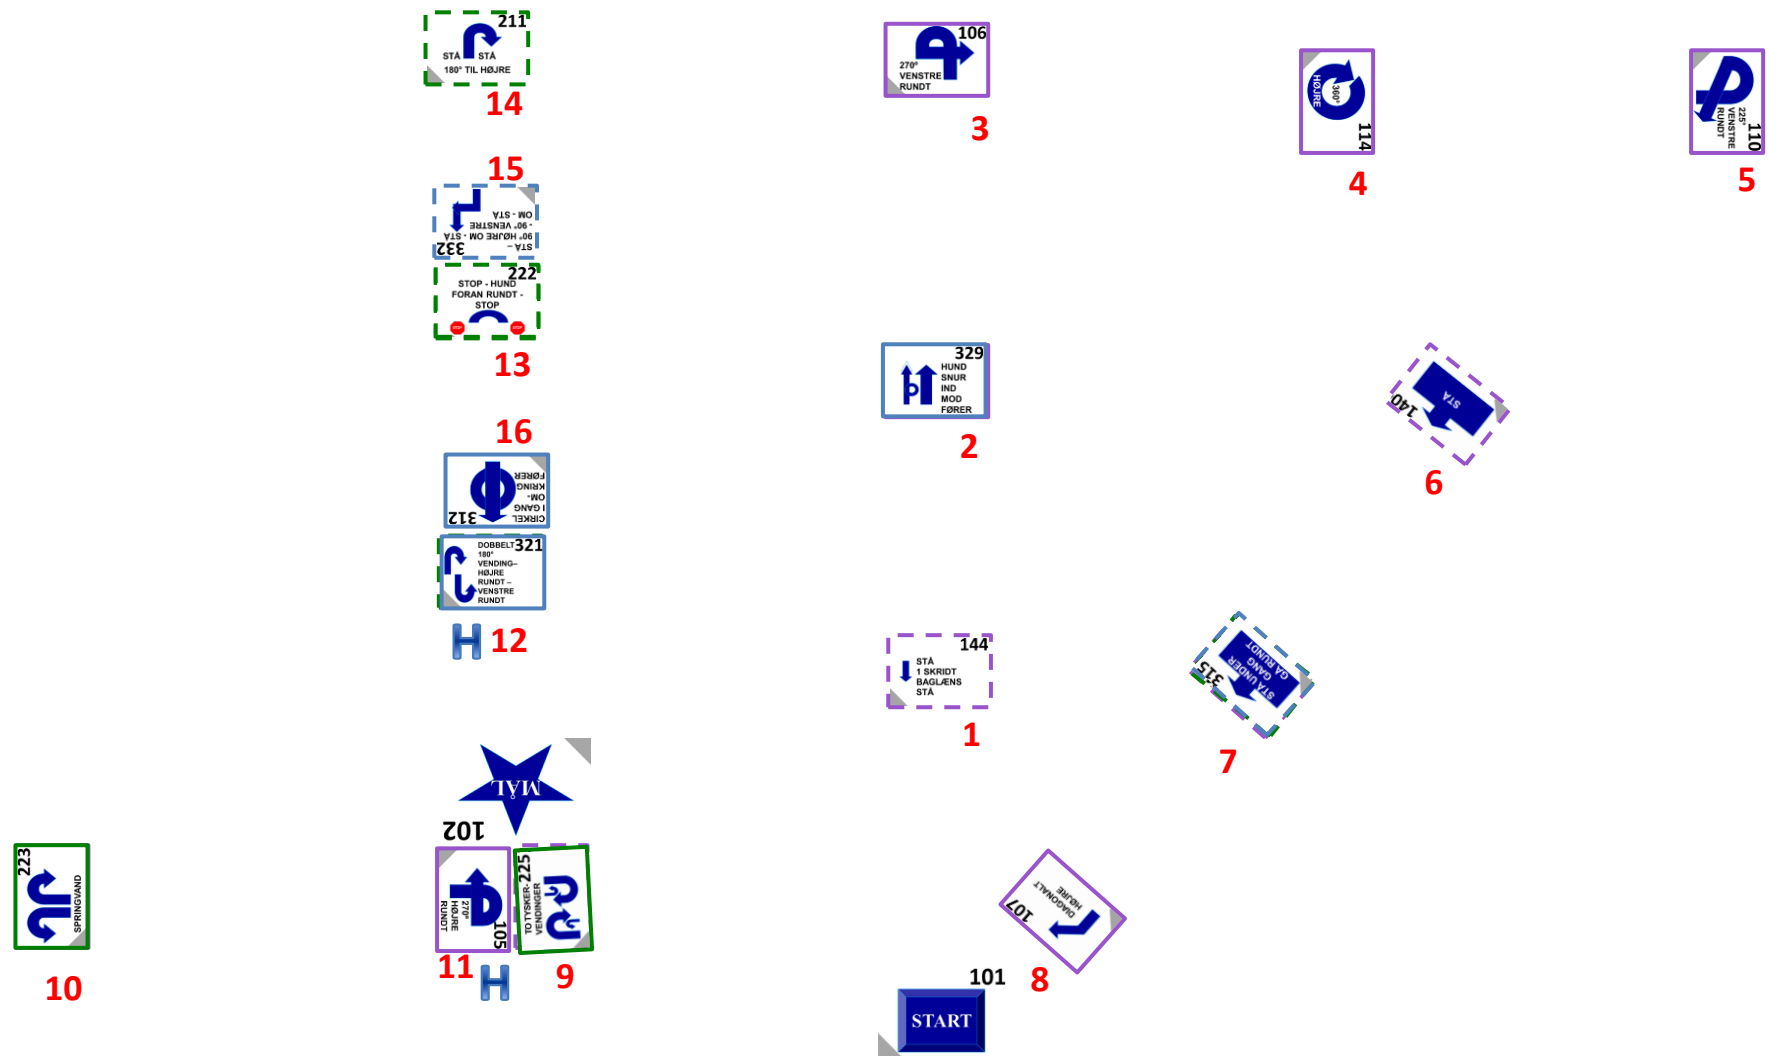 211
STÅ STÅ
180° TIL HØJRE
14
106
270°
VENSTRE
RUNDT
3
HØJRE
360°
114
4
225°
VENSTRE
RUNDT
110
5
15
STÅ –
90° HØJRE OM - STÅ
- 90° VENSTRE
OM - STÅ
332
222
STOP - HUND
FORAN RUNDT -
STOP
STOP STOP
13
329
HUND
SNUR
IND
MOD
FØRER
2
STÅ
140
6
16
CIRKEL
I GANG
OM-
KRING
FØRER
312
321
DOBBELT
180°
VENDING–
HØJRE
RUNDT –
VENSTRE
RUNDT
H
12
144
STÅ
1 SKRIDT
BAGLÆNS
STÅ
1
STÅ UNDER
GANG
GÅ RUNDT
315
7
MÅL
102
223
SPRINGVAND
10
270°
HØJRE
RUNDT
105
11
225
TO TYSKER-
VENDINGER
H
9
DIAGONALT
HØJRE
107
8
101
START